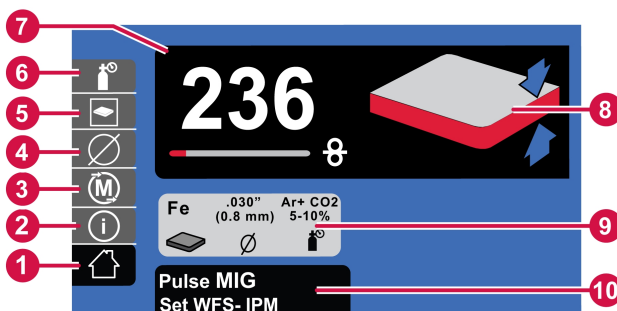 7
6
5
4
3
2
1
M
i
236
8
Fe
.030” Ar+ CO2
(0.8 mm) 5-10%
9
Pulse MIG
Set WFS- IPM
10